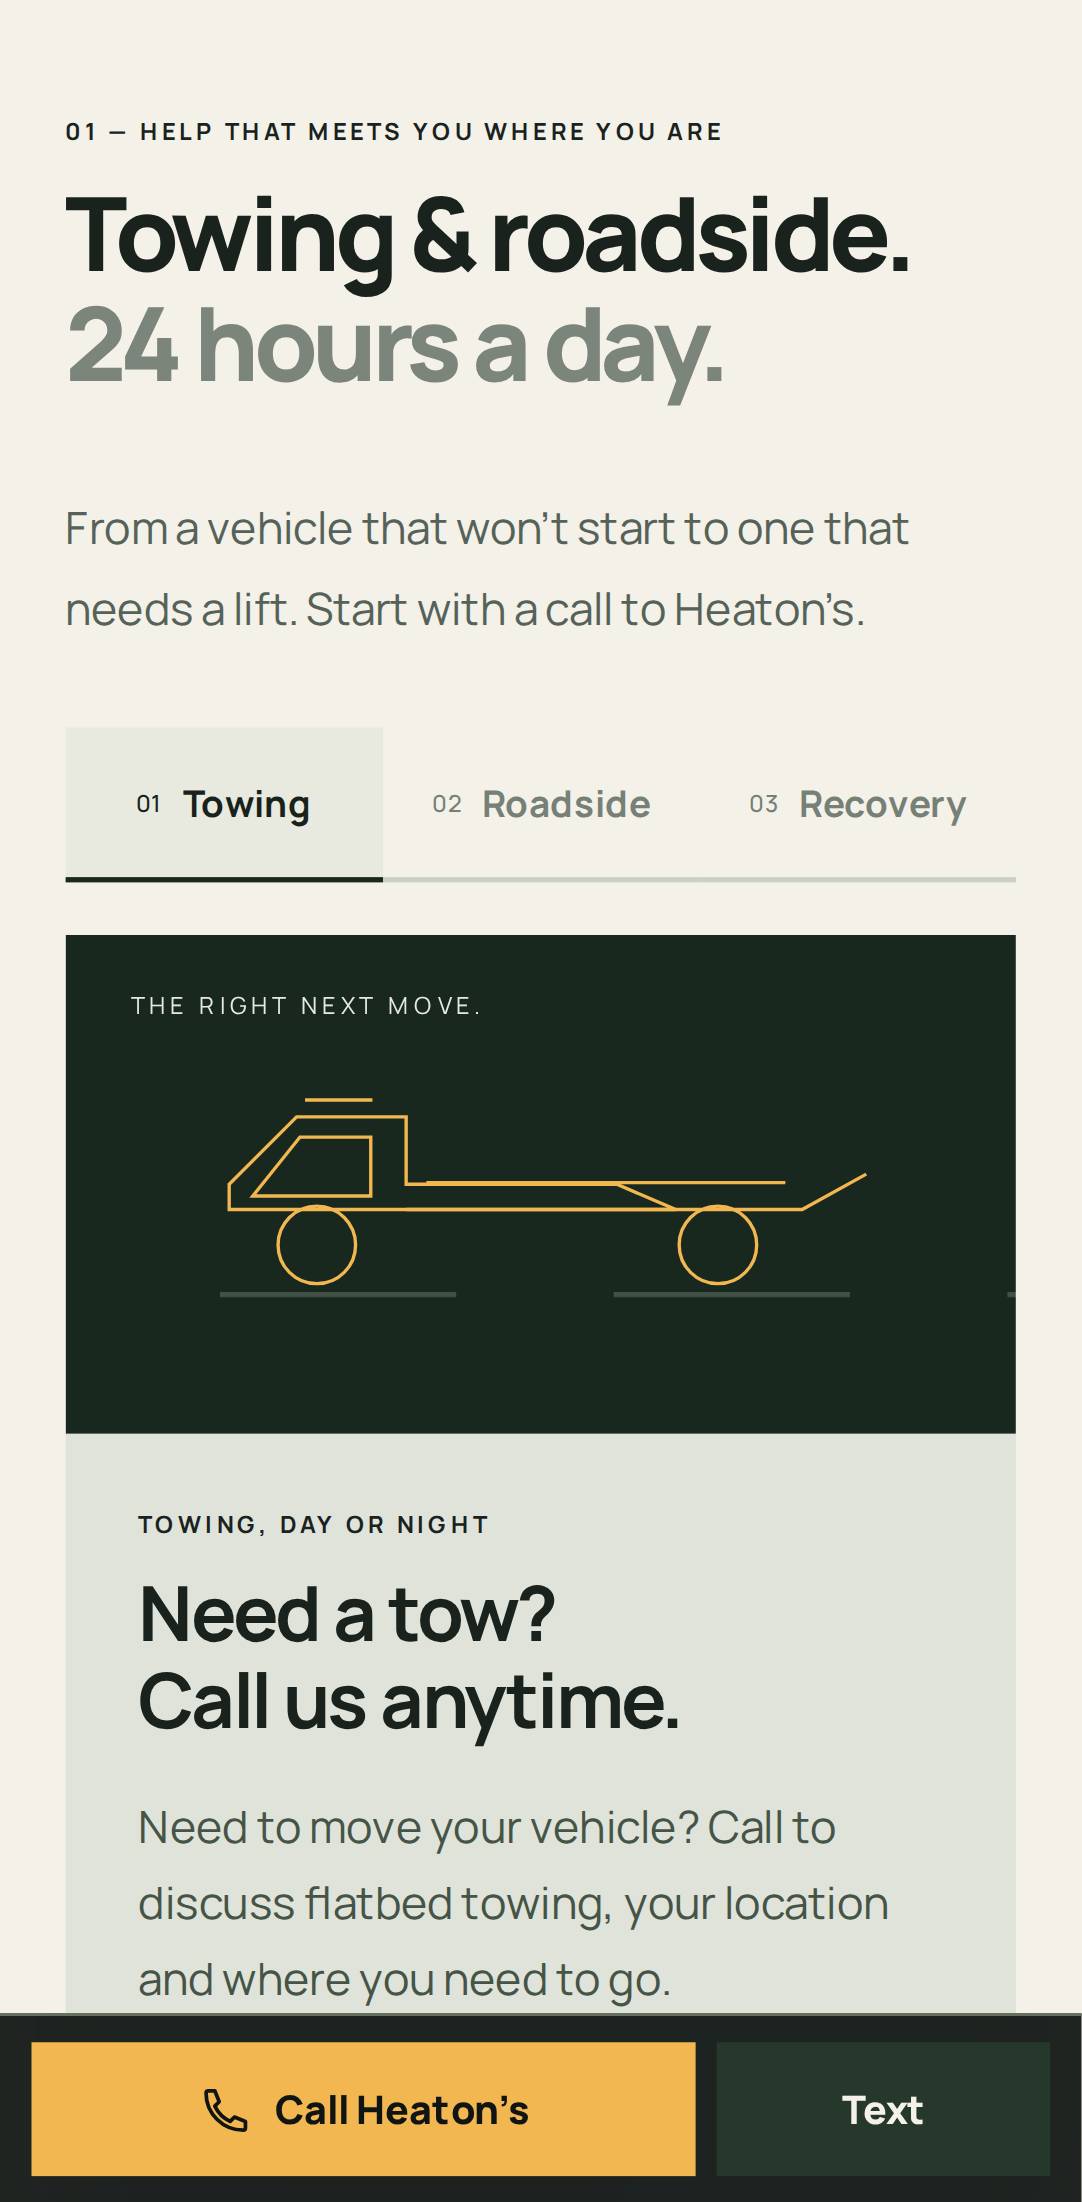 01 — HELP THAT MEETS YOU WHERE YOU ARE
Towing & roadside.
24 hours a day.
From a vehicle that won’t start to one that
needs a lift. Start with a call to Heaton’s.
01 Towing 02 Roadside 03 Recovery
THE RIGHT NEXT MOVE.
TOWING, DAY OR NIGHT
Need a tow?
Call us anytime.
Need to move your vehicle? Call to
discuss flatbed towing, your location
and where you need to go.
Call Heaton’s Text